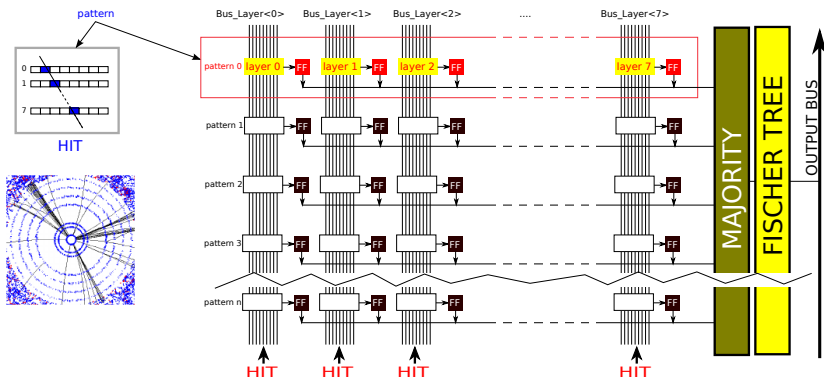 pattern
Bus_Layer<0> Bus_Layer<1> Bus_Layer<2> .... Bus_Layer<7>
0
1
7
HIT
pattern 0 layer 0 FF layer 1 FF layer 2 FF layer 7 FF
pattern 1 FF FF FF FF
pattern 2 FF FF FF FF
pattern 3 FF FF FF FF
pattern n FF FF FF FF
HIT HIT HIT HIT
MAJORITY
FISCHER TREE
OUTPUT BUS